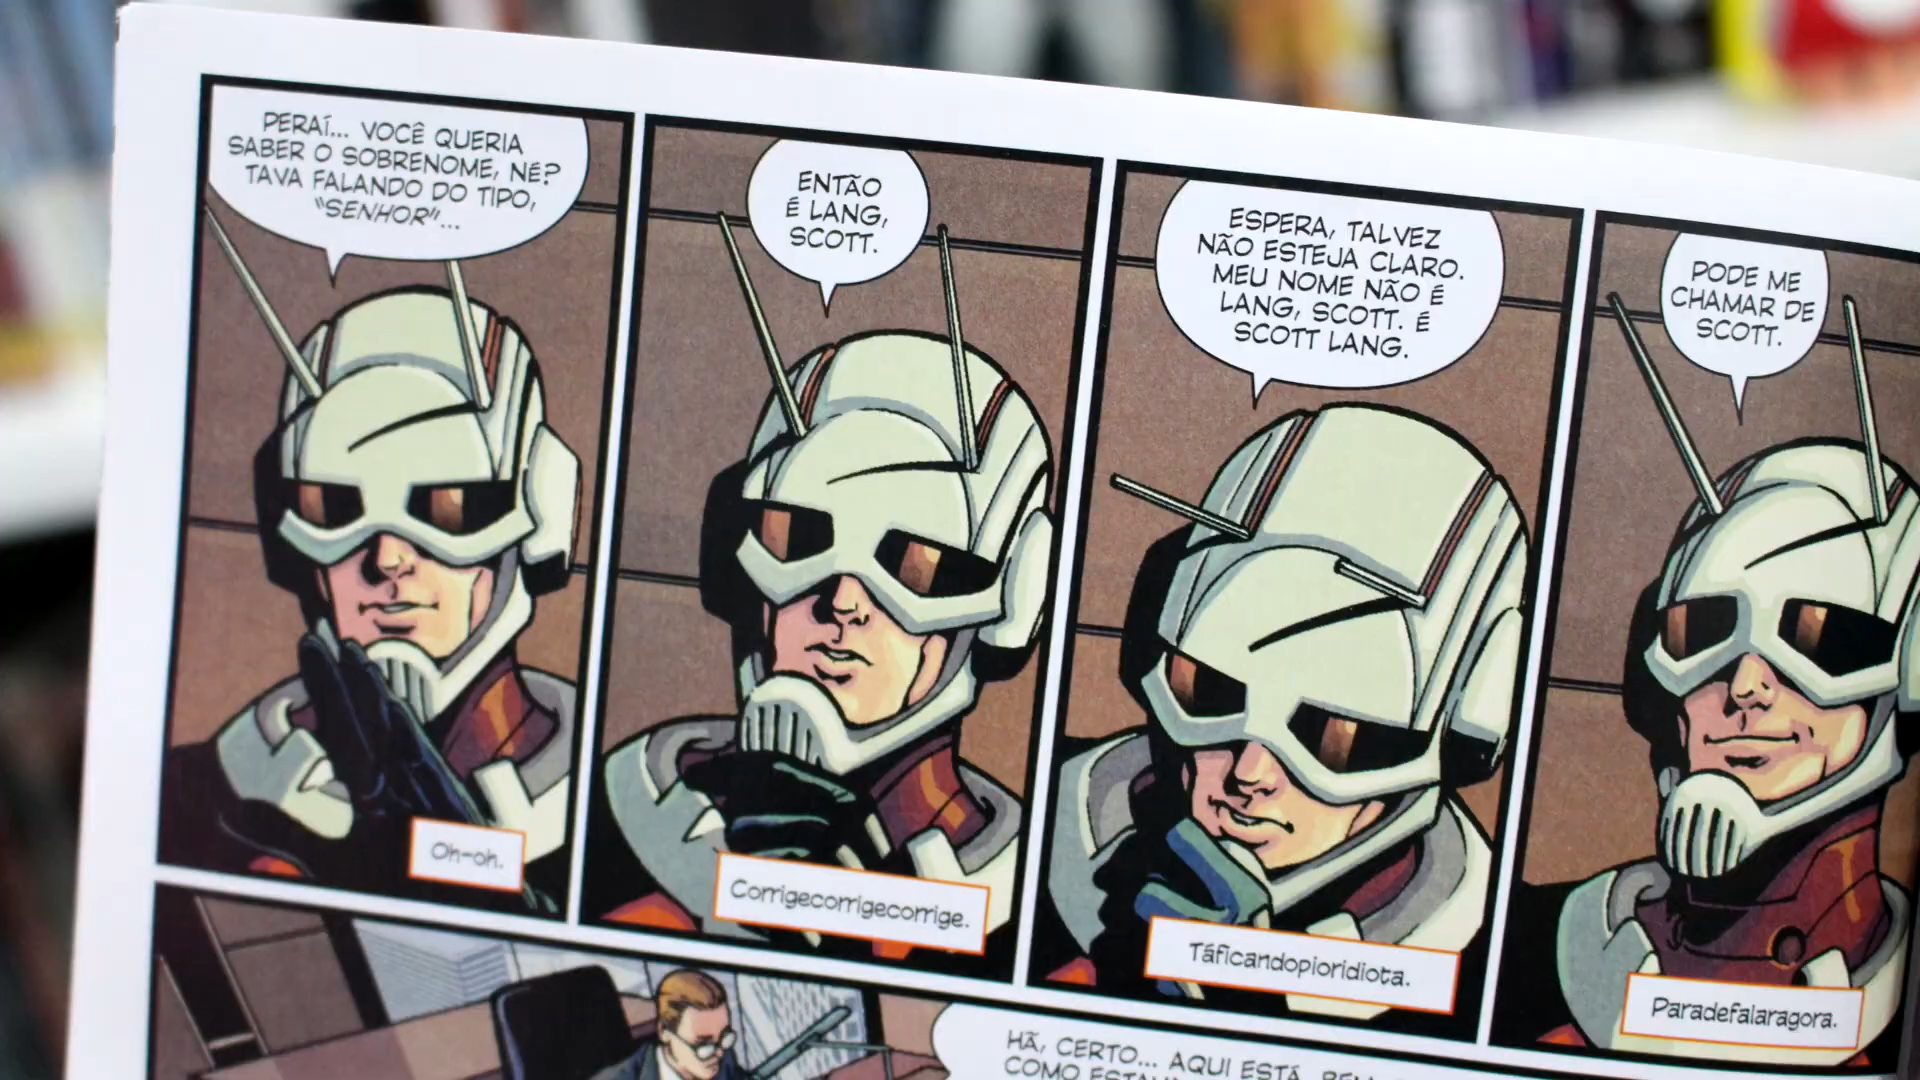 PERAÍ... VOCÊ QUERIA
SABER O SOBRENOME, NÉ?
TAVA FALANDO DO TIPO,
"SENHOR"...
Oh-oh.
ENTÃO
É LANG,
SCOTT.
Corrigecorrigecorrige.
ESPERA, TALVEZ
NÃO ESTEJA CLARO.
MEU NOME NÃO É
LANG, SCOTT. É
SCOTT LANG.
Táficandopioridiota.
PODE ME
CHAMAR DE
SCOTT.
Paradefalaragora.
HÃ, CERTO... AQUI ESTÁ,
COMO